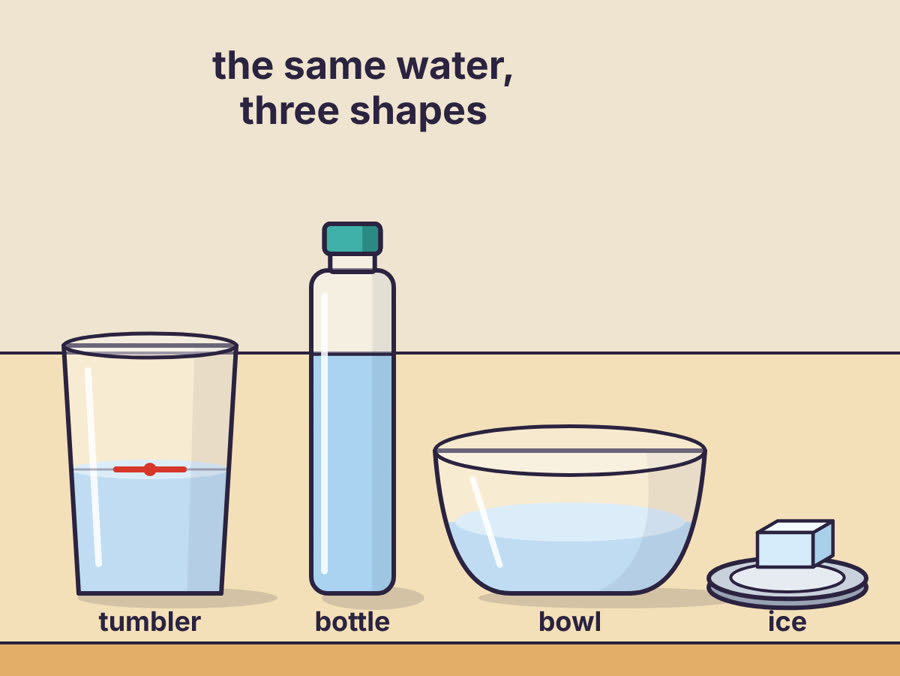 the same water,
three shapes
tumbler
bottle
bowl
ice